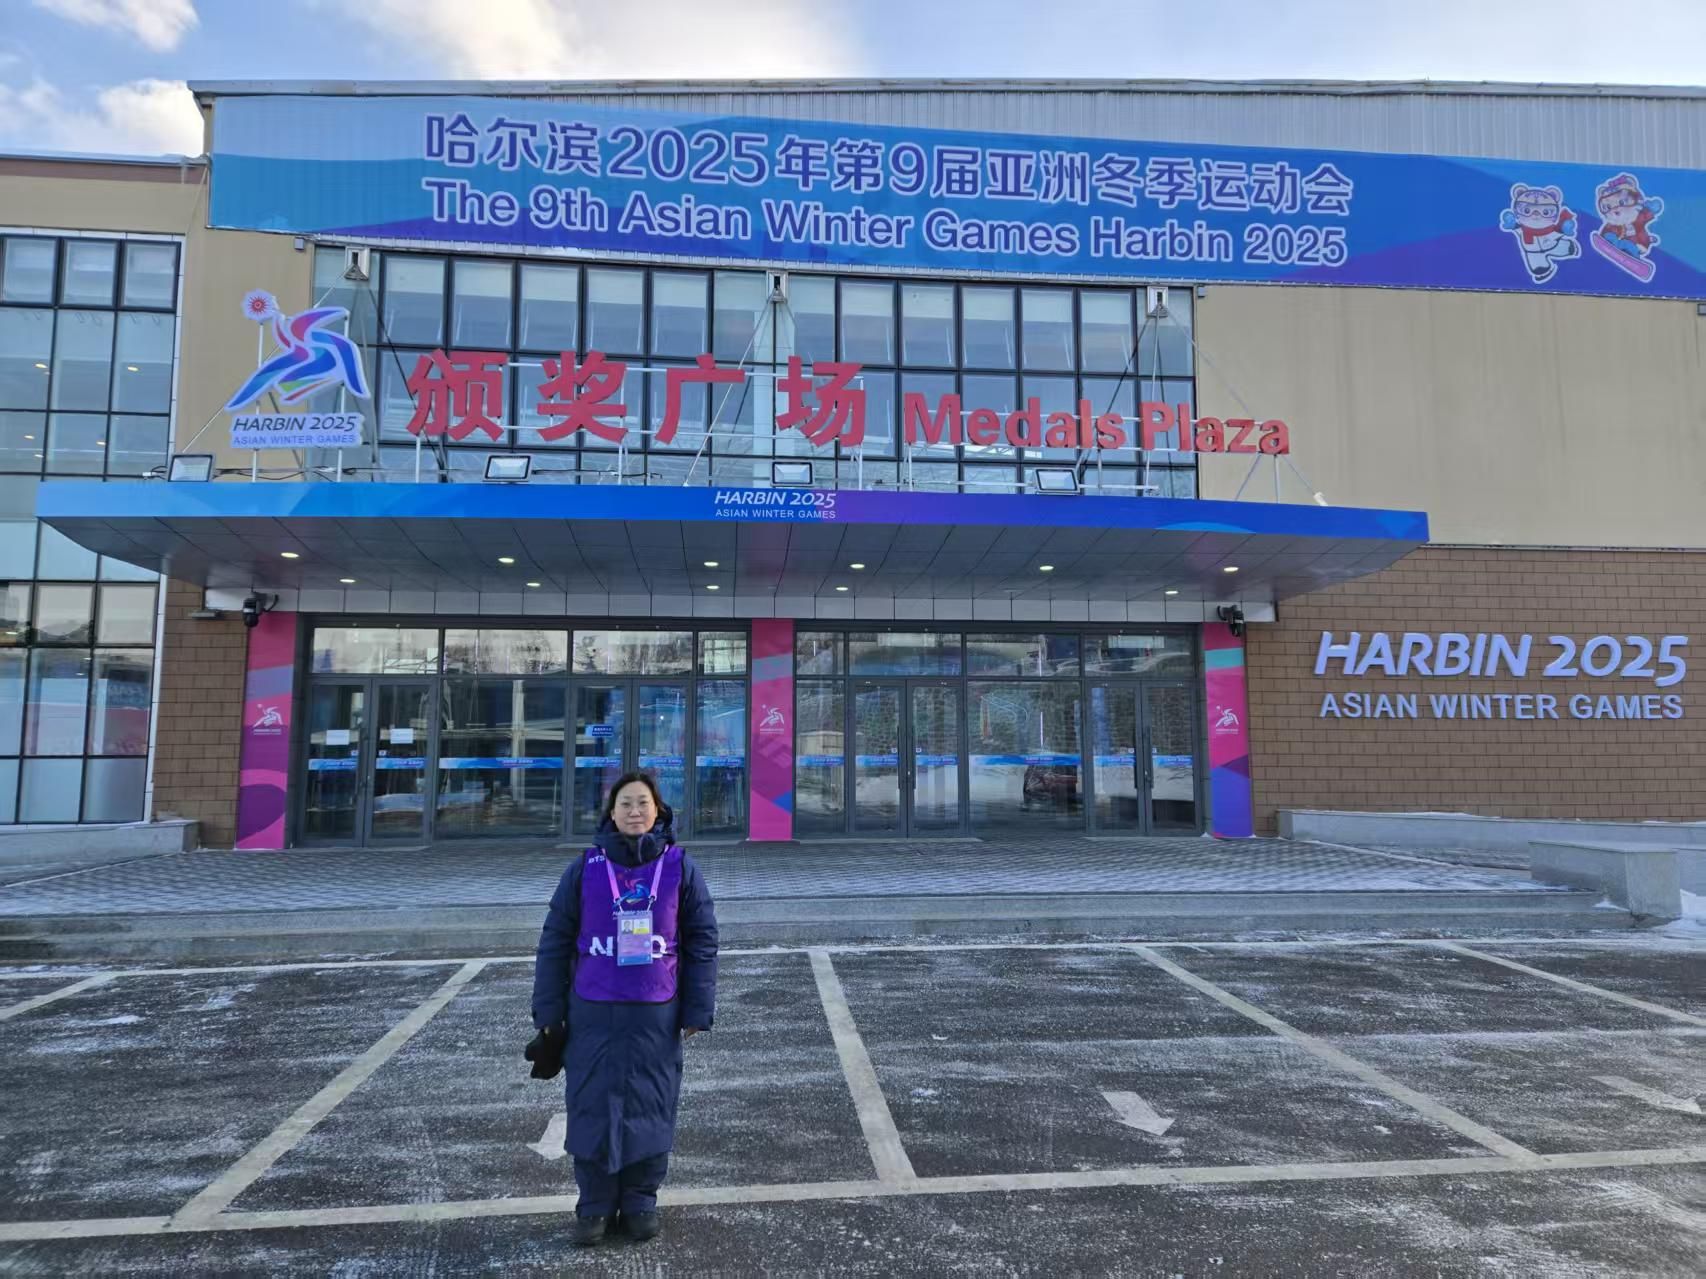 哈尔滨2025年第9届亚洲冬季运动会
The 9th Asian Winter Games Harbin 2025
HARBIN 2025
ASIAN WINTER GAMES
颁奖广场 Medals Plaza
HARBIN 2025
ASIAN WINTER GAMES
HARBIN 2025
ASIAN WINTER GAMES
HARBIN 2025